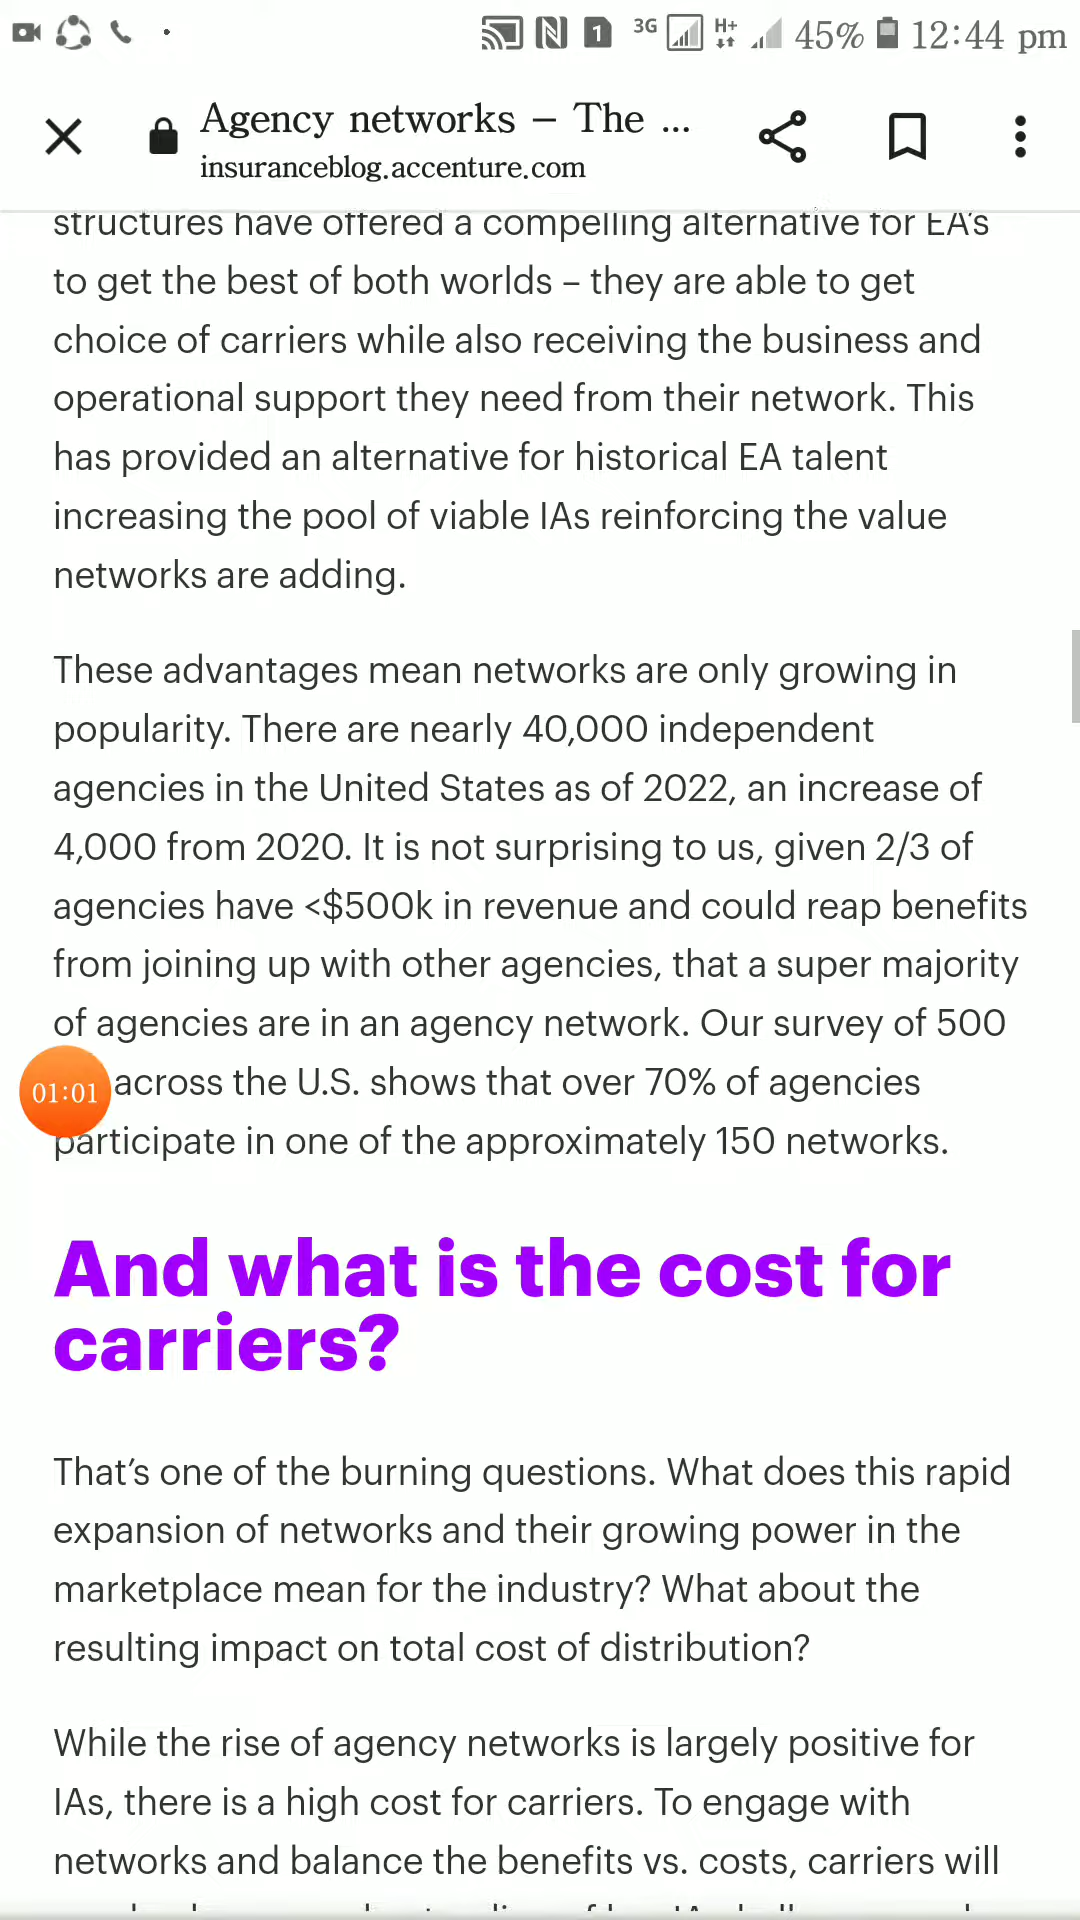 3G H+ 45% 12:44 pm
1
Agency networks – The ...
insuranceblog.accenture.com
structures have offered a compelling alternative for EA's
to get the best of both worlds – they are able to get
choice of carriers while also receiving the business and
operational support they need from their network. This
has provided an alternative for historical EA talent
increasing the pool of viable IAs reinforcing the value
networks are adding.
These advantages mean networks are only growing in
popularity. There are nearly 40,000 independent
agencies in the United States as of 2022, an increase of
4,000 from 2020. It is not surprising to us, given 2/3 of
agencies have <$500k in revenue and could reap benefits
from joining up with other agencies, that a super majority
of agencies are in an agency network. Our survey of 500
01:01 across the U.S. shows that over 70% of agencies
participate in one of the approximately 150 networks.
And what is the cost for
carriers?
That's one of the burning questions. What does this rapid
expansion of networks and their growing power in the
marketplace mean for the industry? What about the
resulting impact on total cost of distribution?
While the rise of agency networks is largely positive for
IAs, there is a high cost for carriers. To engage with
networks and balance the benefits vs. costs, carriers will